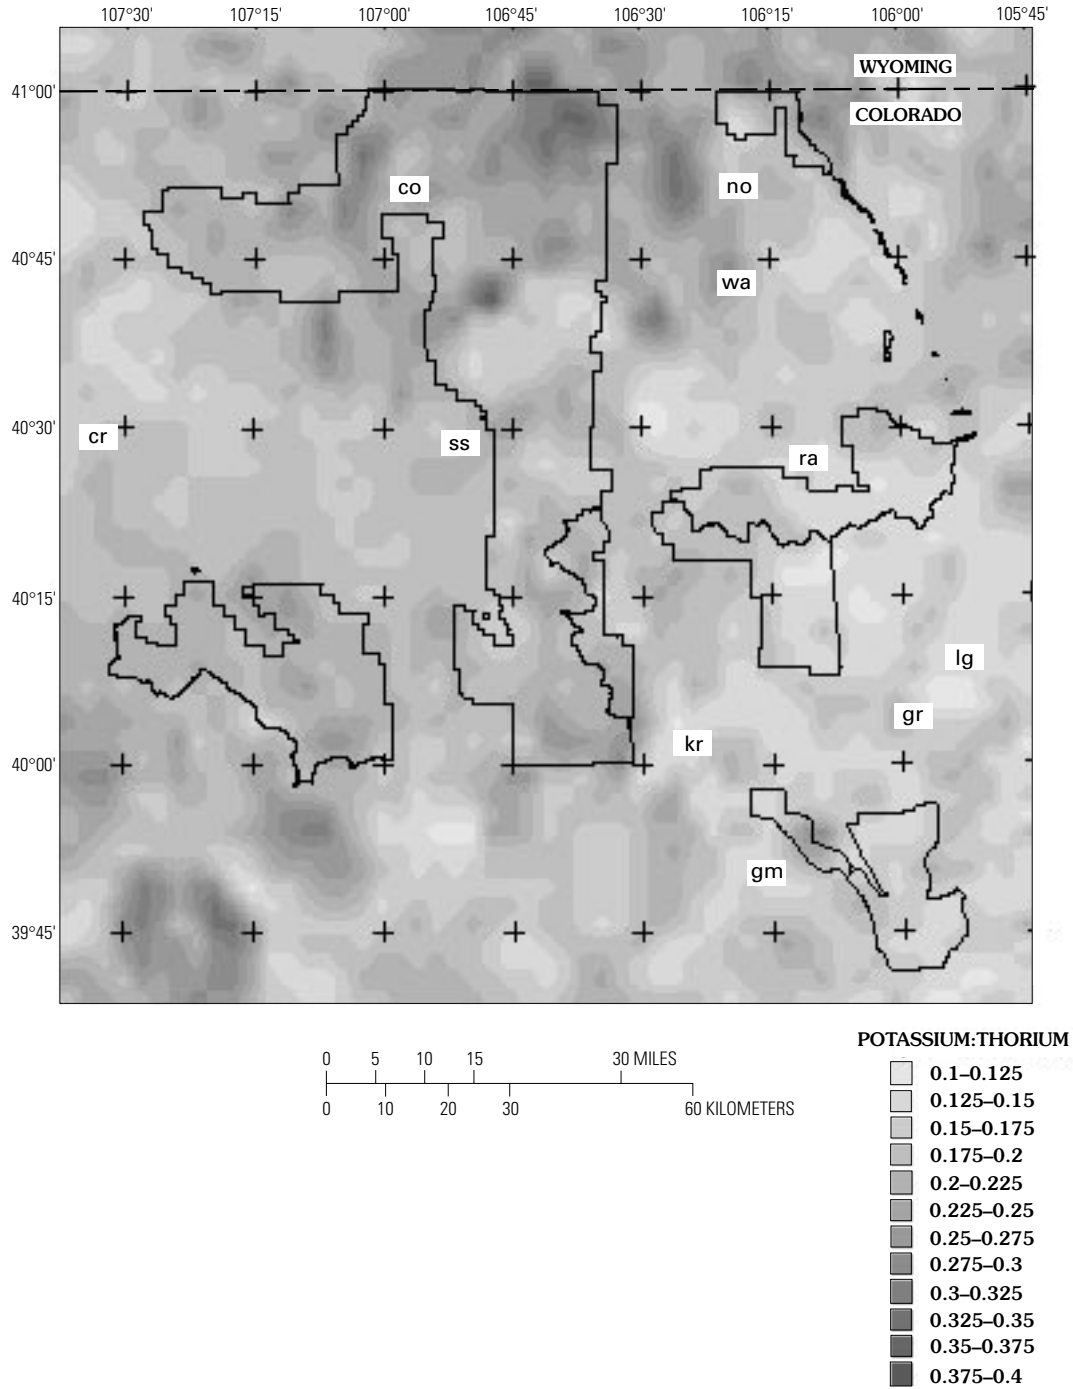 107°30' 107°15' 107°00' 106°45' 106°30' 106°15' 106°00' 105°45'
WYOMING
41°00'
COLORADO
co
no
40°45'
wa
40°30'
cr
ss
ra
40°15'
lg
gr
kr
40°00'
gm
39°45'
0 5 10 15 30 MILES
0 10 20 30 60 KILOMETERS
POTASSIUM:THORIUM
0.1–0.125
0.125–0.15
0.15–0.175
0.175–0.2
0.2–0.225
0.225–0.25
0.25–0.275
0.275–0.3
0.3–0.325
0.325–0.35
0.35–0.375
0.375–0.4